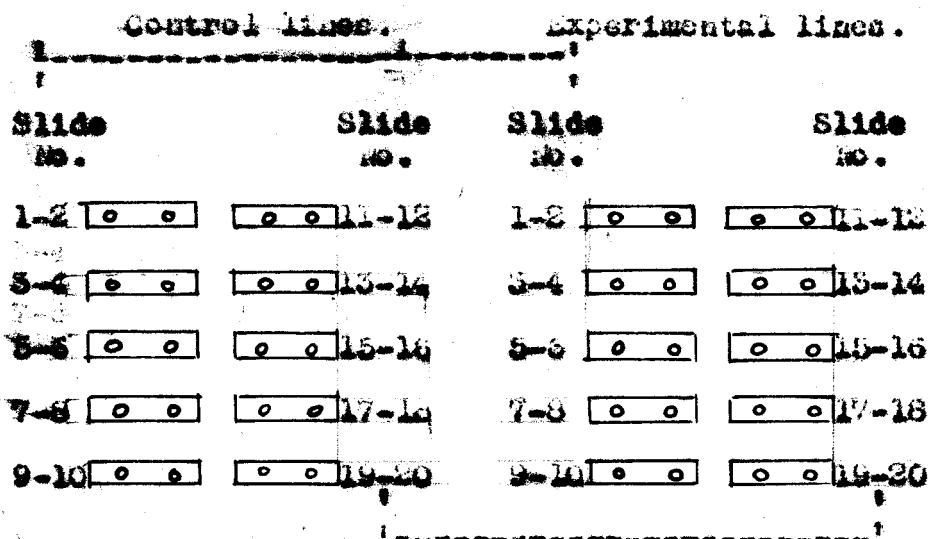 Control lines. Experimental lines.
Slide Slide Slide Slide
No. No. No. No.
1-2 11-12 1-2 11-12
3-4 13-14 3-4 13-14
5-6 15-16 5-6 15-16
7-8 17-18 7-8 17-18
9-10 19-20 9-10 19-20